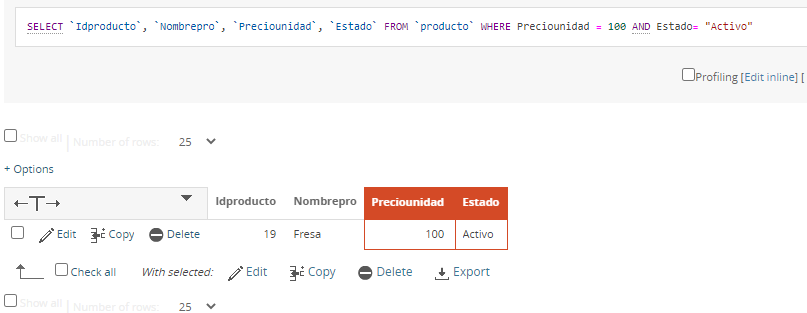 SELECT `Idproducto`, `Nombrepro`, `Preciounidad`, `Estado` FROM `producto` WHERE Preciounidad = 100 AND Estado= "Activo"
Profiling [Edit inline] [
Show all | Number of rows: 25
+ Options
←T→ Idproducto Nombrepro Preciounidad Estado
Edit Copy Delete 19 Fresa 100 Activo
Check all With selected: Edit Copy Delete Export
Show all | Number of rows: 25